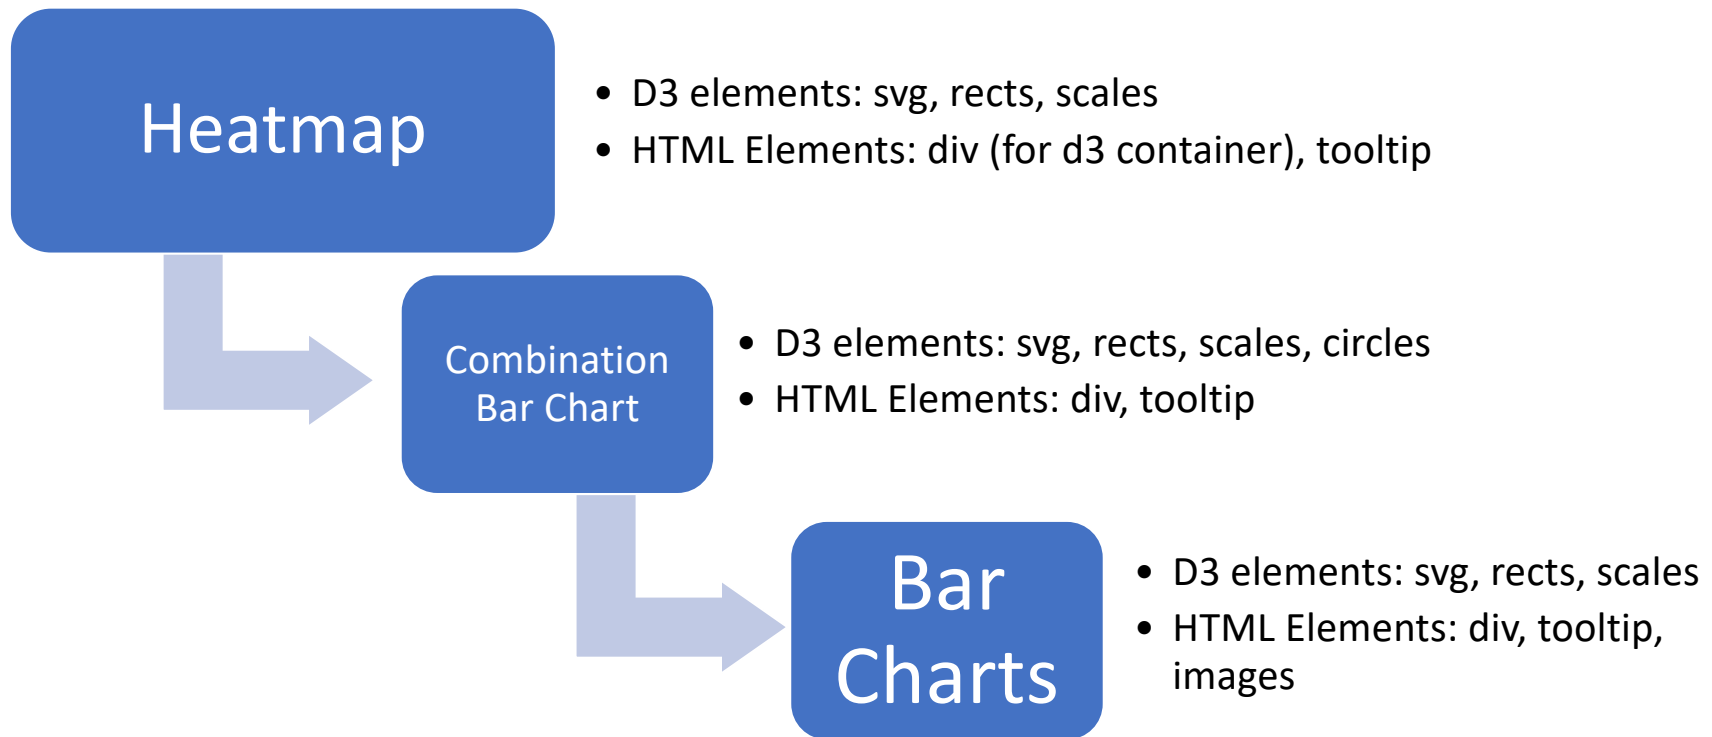 Heatmap
• D3 elements: svg, rects, scales
• HTML Elements: div (for d3 container), tooltip
Combination
Bar Chart
• D3 elements: svg, rects, scales, circles
• HTML Elements: div, tooltip
Bar
Charts
• D3 elements: svg, rects, scales
• HTML Elements: div, tooltip,
images